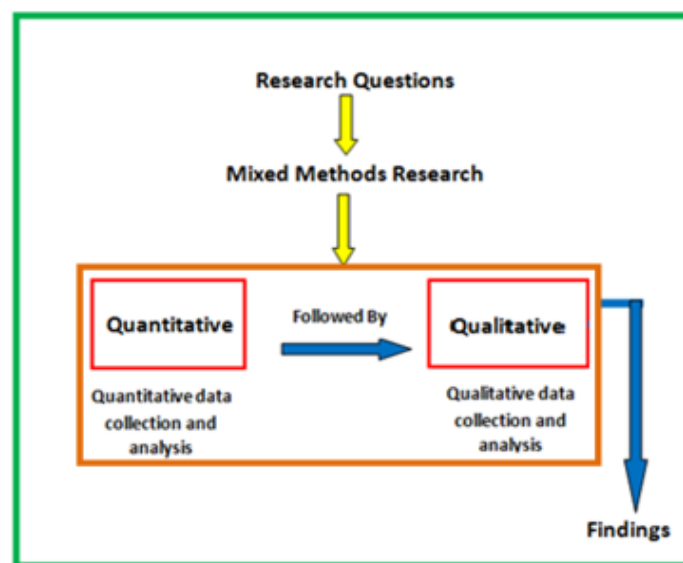 Research Questions
Mixed Methods Research
Quantitative
Followed By
Qualitative
Quantitative data
collection and
analysis
Qualitative data
collection and
analysis
Findings